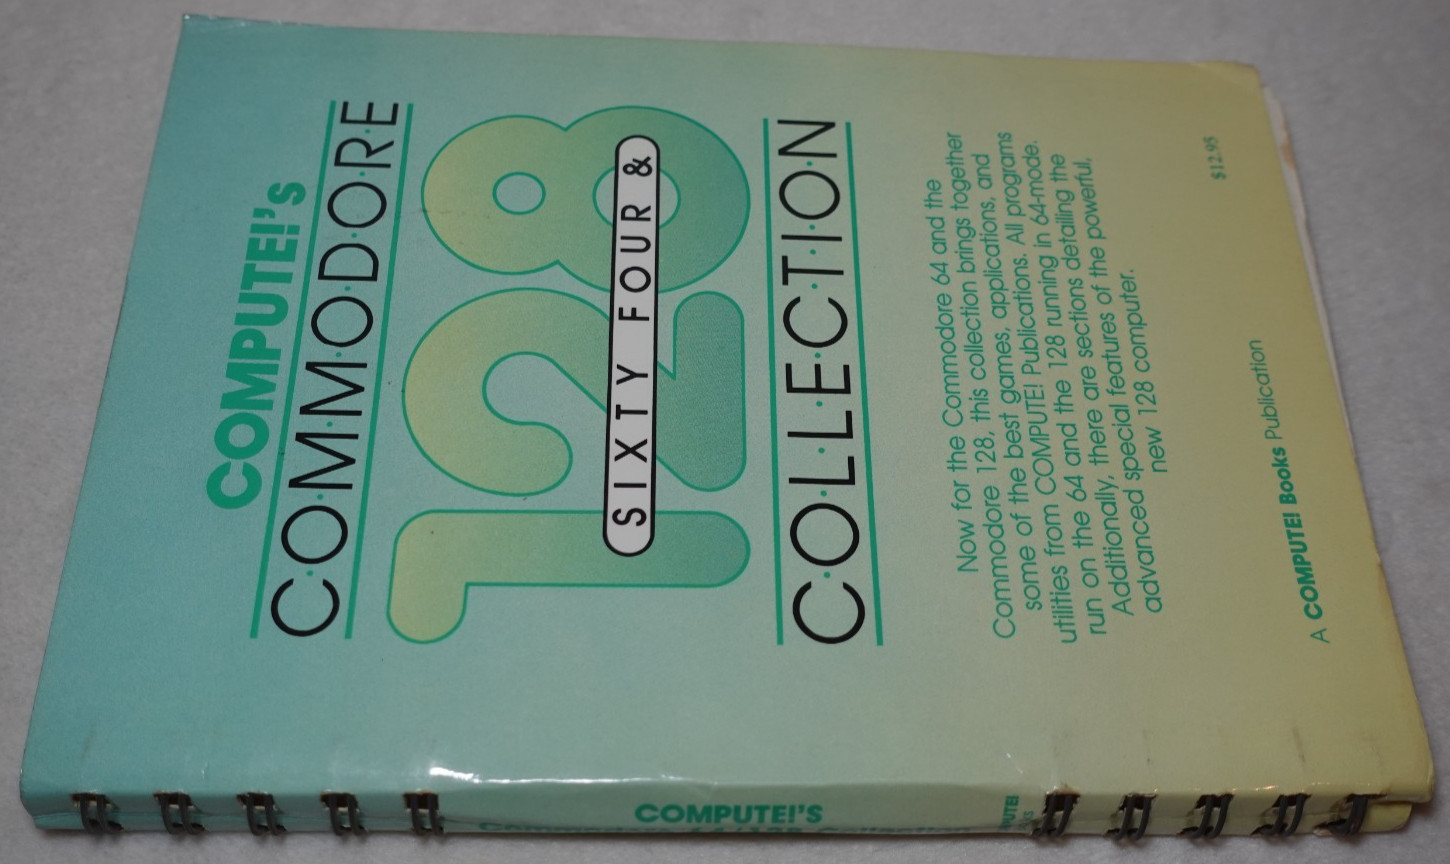 COMPUTE!'s
C·O·M·M·O·D·O·R·E
128
SIXTY FOUR &
C·O·L·L·E·C·T·I·O·N
Now for the Commodore 64 and the
Commodore 128, this collection brings together
some of the best games, applications, and
utilities from COMPUTE! Publications. All programs
run on the 64 and the 128 running in 64-mode.
Additionally, there are sections detailing the
advanced special features of the powerful,
new 128 computer.
$12.95
A COMPUTE! Books Publication
COMPUTE!'S
Commodore 64/128 Collection